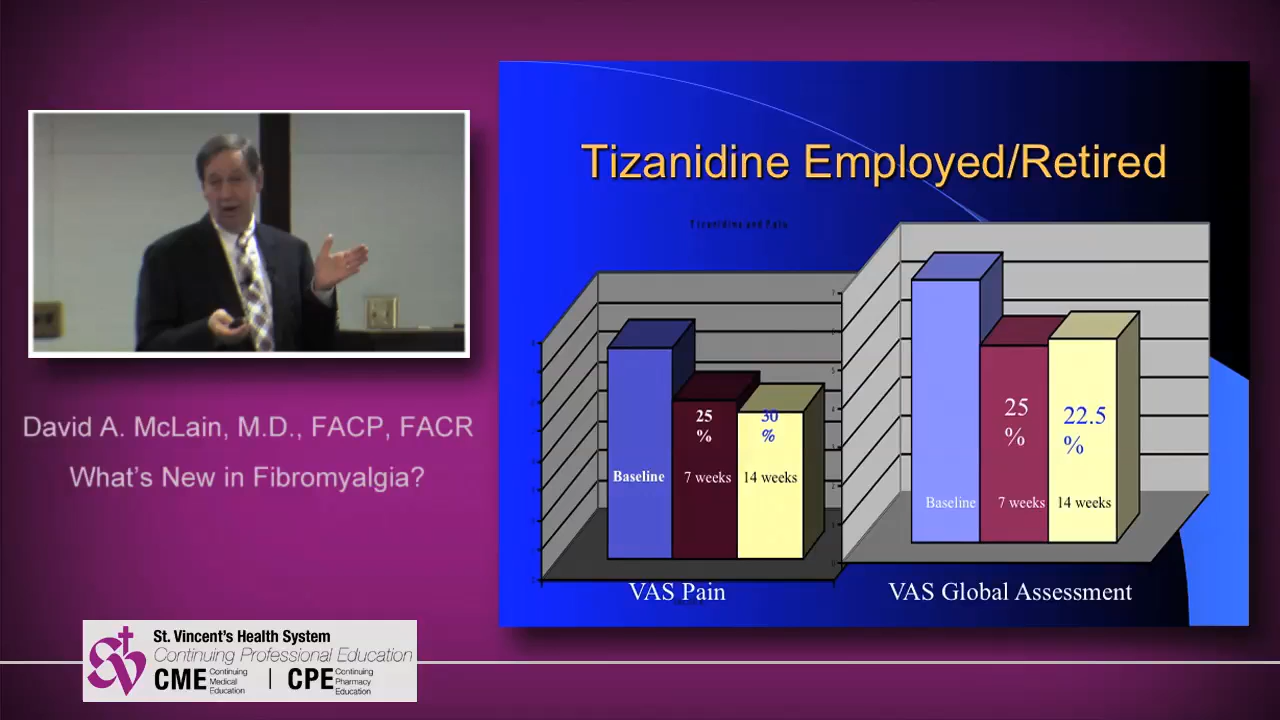 Tizanidine Employed/Retired
Tizanidine and Pain
25
%
30
%
Baseline
7 weeks
14 weeks
VAS Pain
25
%
22.5
%
Baseline
7 weeks
14 weeks
VAS Global Assessment
David A. McLain, M.D., FACP, FACR
What's New in Fibromyalgia?
St. Vincent's Health System
Continuing Professional Education
CME Continuing Medical Education | CPE Continuing Pharmacy Education